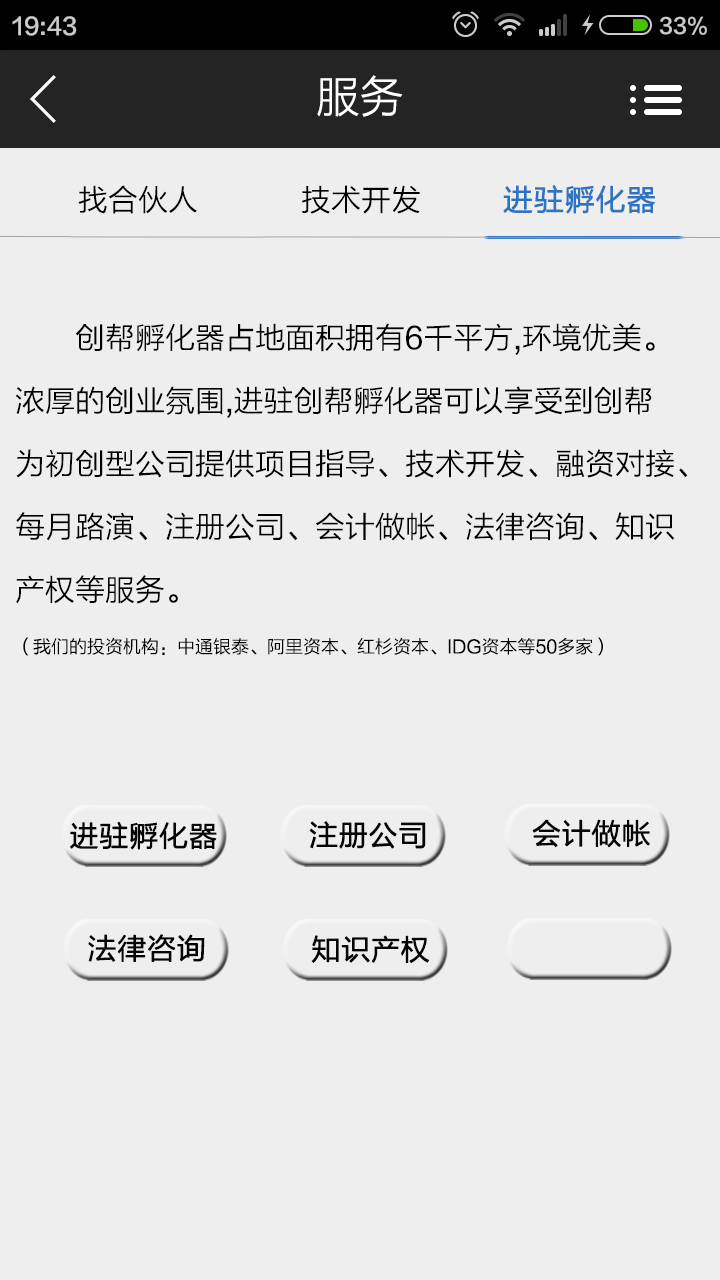 19:43
33%
服务
找合伙人 技术开发 进驻孵化器
创帮孵化器占地面积拥有6千平方,环境优美。
浓厚的创业氛围,进驻创帮孵化器可以享受到创帮
为初创型公司提供项目指导、技术开发、融资对接、
每月路演、注册公司、会计做帐、法律咨询、知识
产权等服务。
（我们的投资机构：中通银泰、阿里资本、红杉资本、IDG资本等50多家）
进驻孵化器 注册公司 会计做帐
法律咨询 知识产权